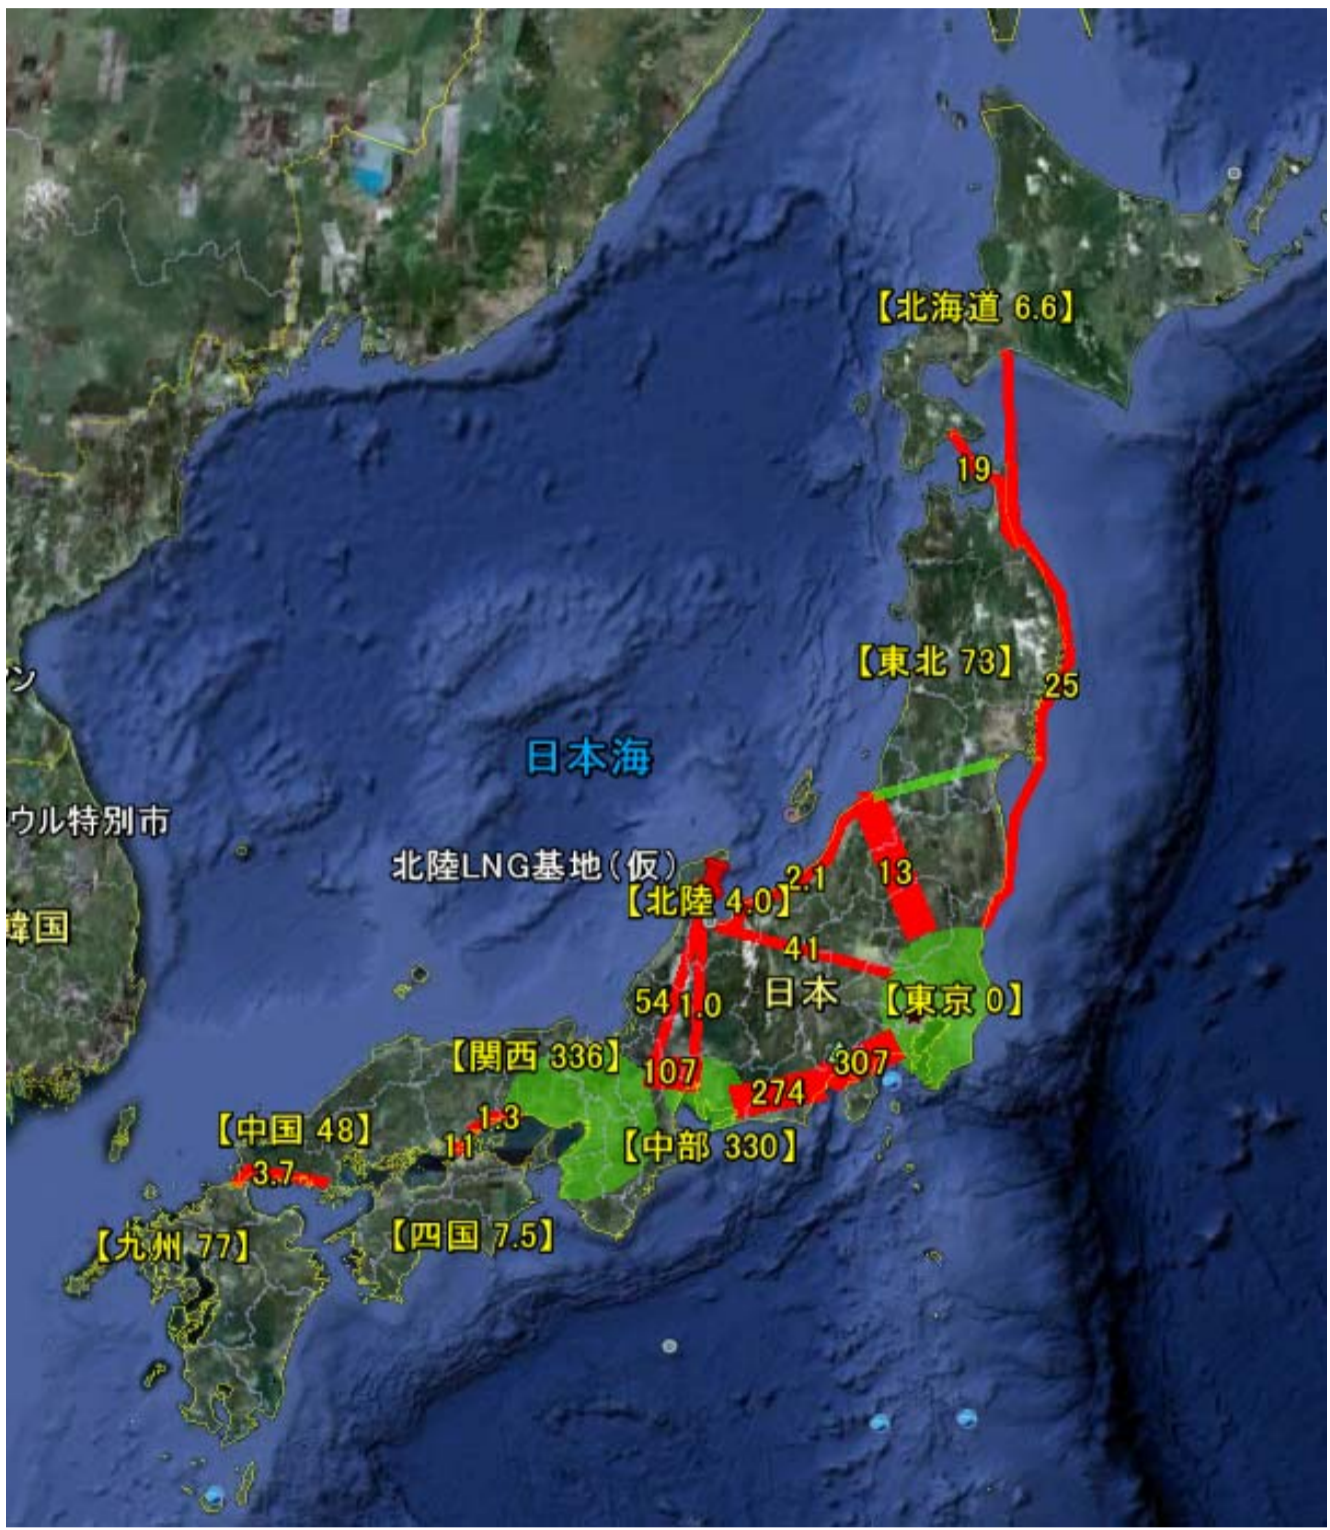 【北海道 6.6】
19
【東北 73】
25
ン
日本海
ウル特別市
北陸LNG基地(仮)
2.1
13
【北陸 4.0】
韓国
41
日本
54
1.0
【東京 0】
【関西 336】
107
307
274
【中国 48】
1.3
11
【中部 330】
3.7
【九州 77】
【四国 7.5】